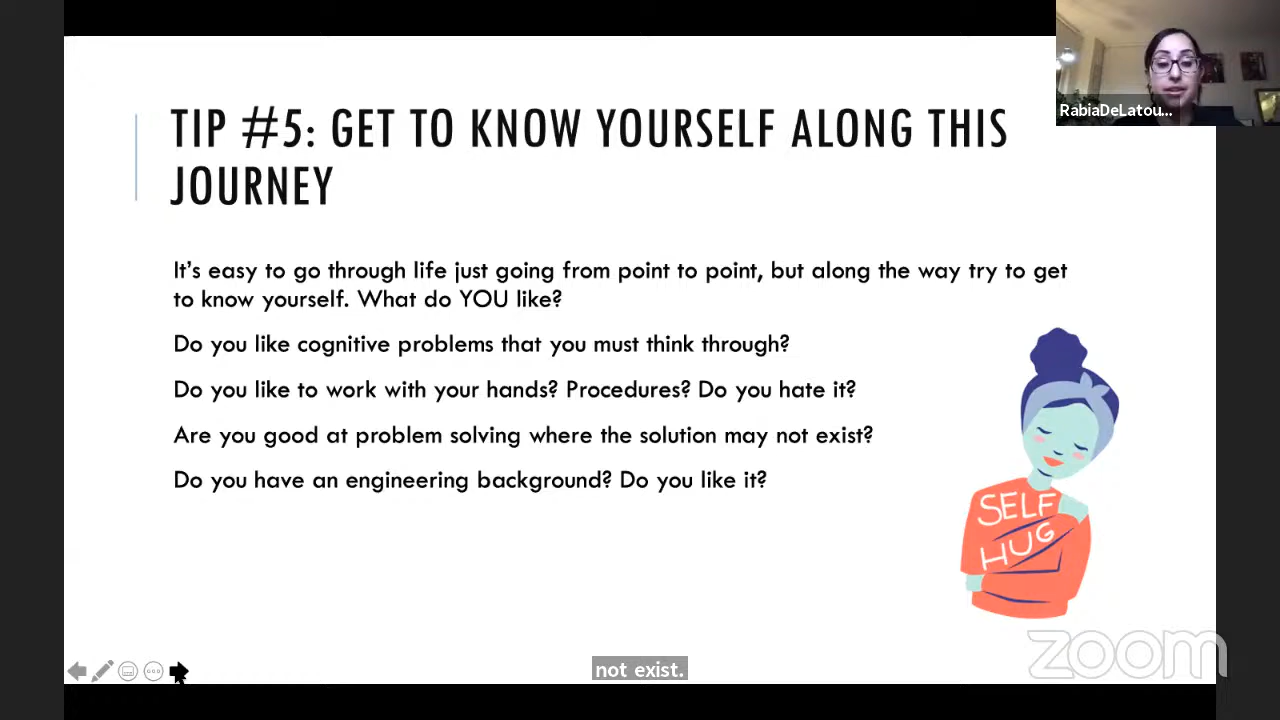 RabiaDeLatou...
TIP #5: GET TO KNOW YOURSELF ALONG THIS
JOURNEY
It's easy to go through life just going from point to point, but along the way try to get
to know yourself. What do YOU like?
Do you like cognitive problems that you must think through?
Do you like to work with your hands? Procedures? Do you hate it?
Are you good at problem solving where the solution may not exist?
Do you have an engineering background? Do you like it?
SELF
HUG
zoom
not exist.